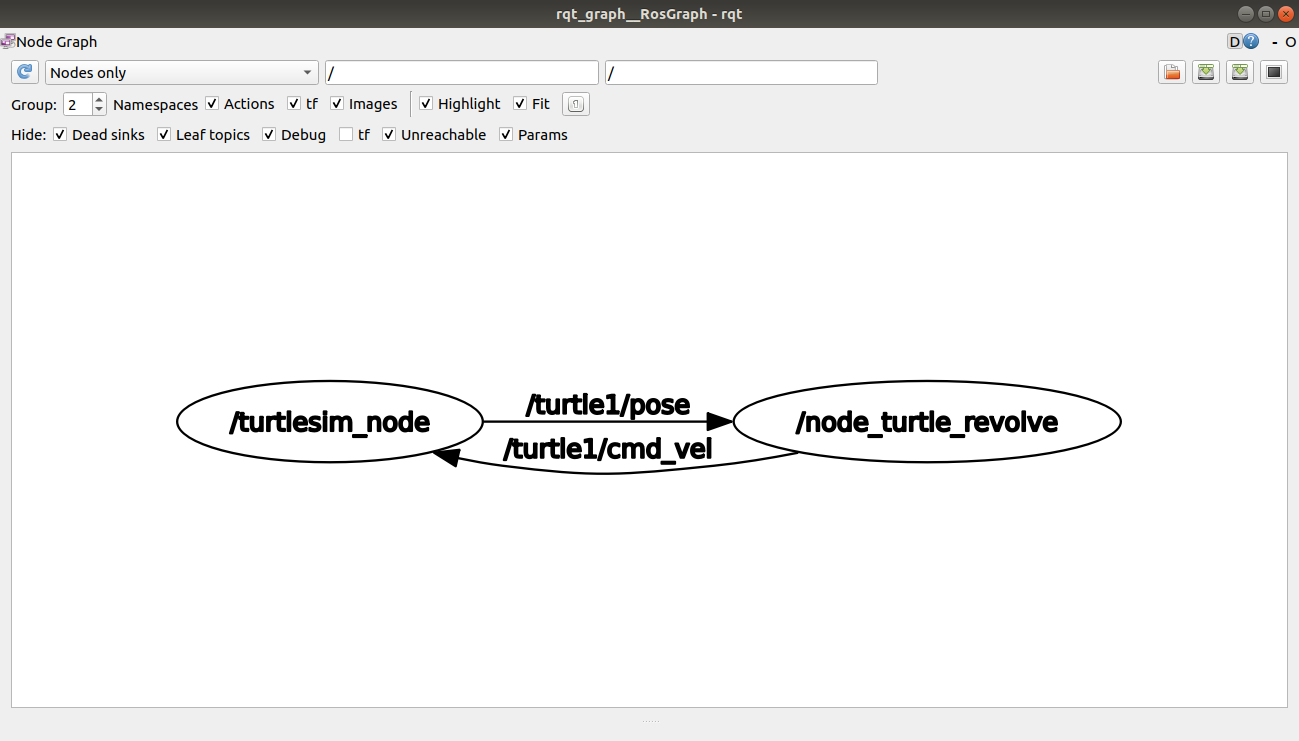 rqt_graph__RosGraph - rqt
Node Graph D ? - O
Nodes only / /
Group: 2 Namespaces Actions tf Images Highlight Fit
Hide: Dead sinks Leaf topics Debug tf Unreachable Params
/turtle1/pose
/turtlesim_node /node_turtle_revolve
/turtle1/cmd_vel